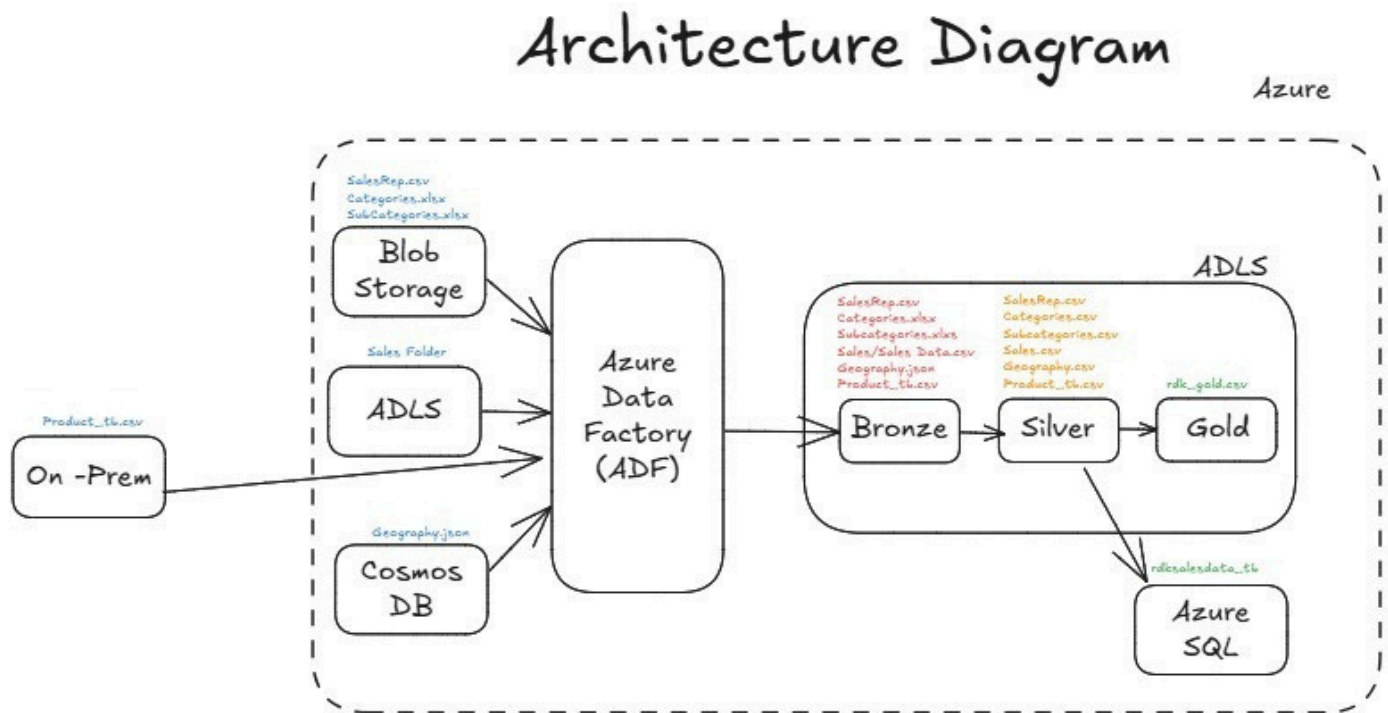 Architecture Diagram
Azure
SalesRep.csv
Categories.xlsx
SubCategories.xlsx
Blob
Storage
Sales Folder
ADLS
Product_tb.csv
On -Prem
Geography.json
Cosmos
DB
Azure
Data
Factory
(ADF)
ADLS
SalesRep.csv
Categories.xlsx
Subcategories.xlxs
Sales/Sales Data.csv
Geography.json
Product_tb.csv
Bronze
SalesRep.csv
Categories.csv
Subcategories.csv
Sales.csv
Geography.csv
Product_tb.csv
Silver
rdk_gold.csv
Gold
rdksalesdata_tb
Azure
SQL